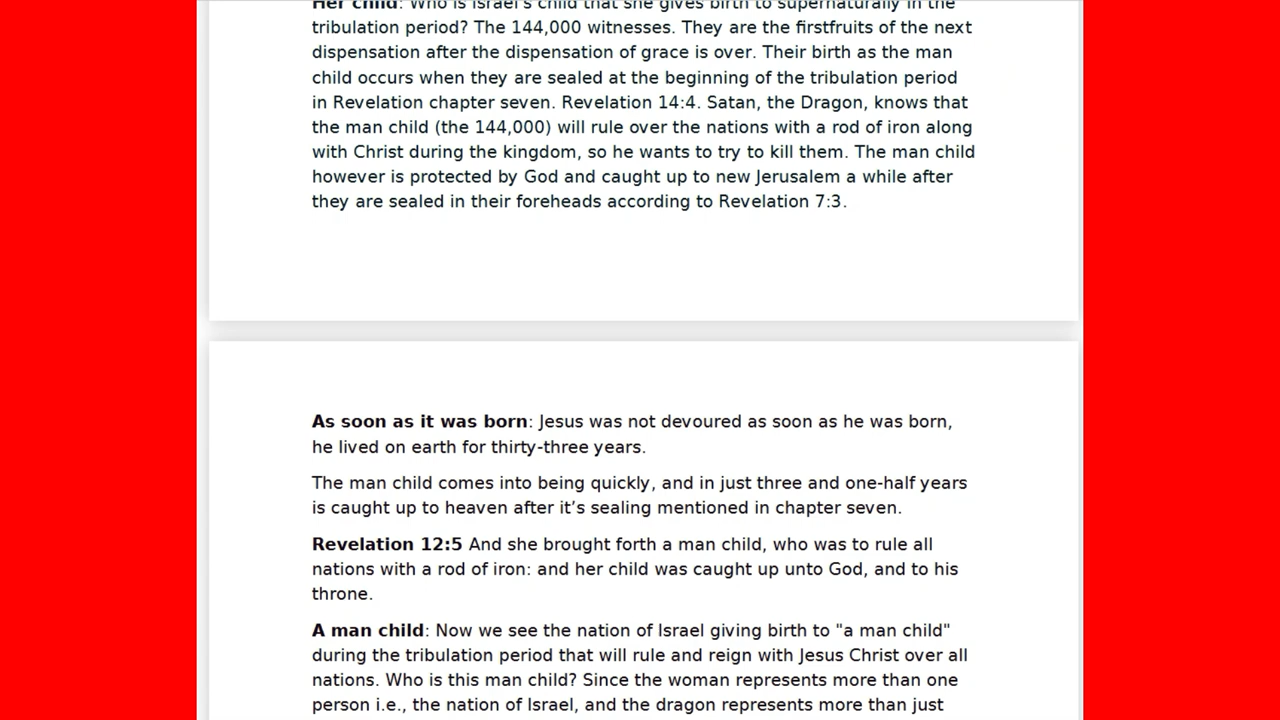 Her child: Who is Israel's child that she gives birth to supernaturally in the
tribulation period? The 144,000 witnesses. They are the firstfruits of the next
dispensation after the dispensation of grace is over. Their birth as the man
child occurs when they are sealed at the beginning of the tribulation period
in Revelation chapter seven. Revelation 14:4. Satan, the Dragon, knows that
the man child (the 144,000) will rule over the nations with a rod of iron along
with Christ during the kingdom, so he wants to try to kill them. The man child
however is protected by God and caught up to new Jerusalem a while after
they are sealed in their foreheads according to Revelation 7:3.
As soon as it was born: Jesus was not devoured as soon as he was born,
he lived on earth for thirty-three years.
The man child comes into being quickly, and in just three and one-half years
is caught up to heaven after it’s sealing mentioned in chapter seven.
Revelation 12:5 And she brought forth a man child, who was to rule all
nations with a rod of iron: and her child was caught up unto God, and to his
throne.
A man child: Now we see the nation of Israel giving birth to "a man child"
during the tribulation period that will rule and reign with Jesus Christ over all
nations. Who is this man child? Since the woman represents more than one
person i.e., the nation of Israel, and the dragon represents more than just